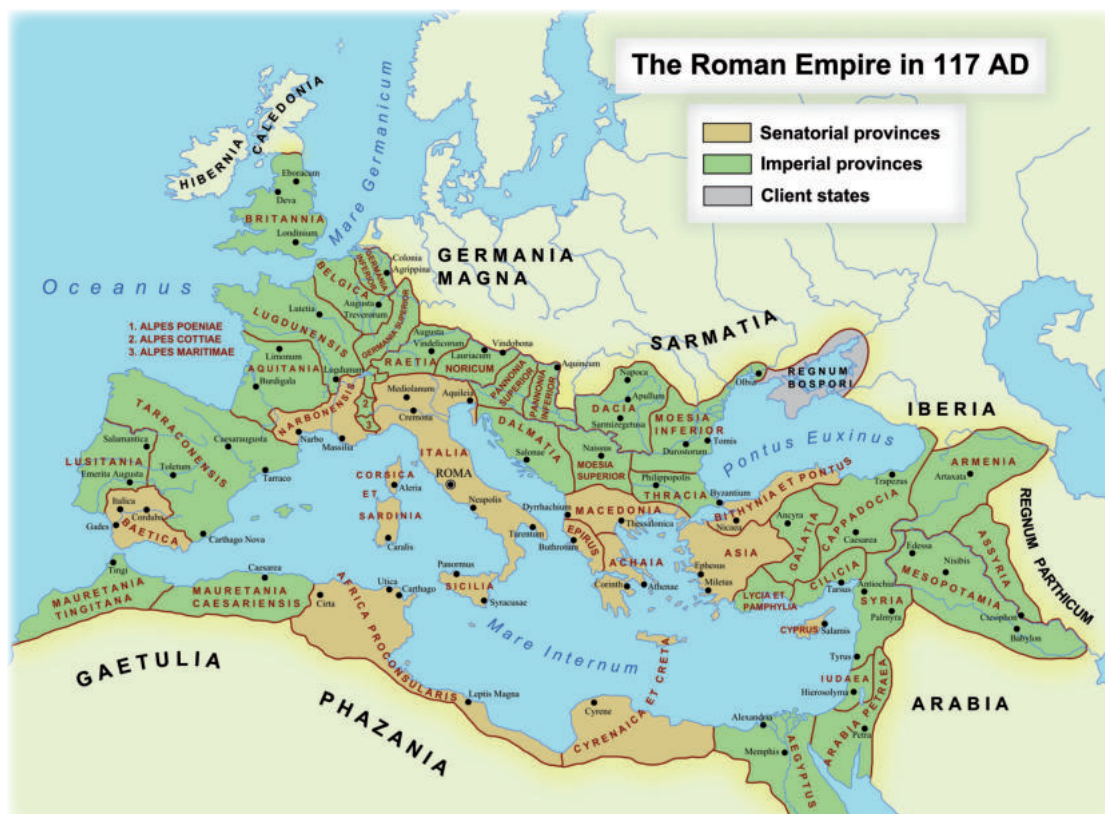 The Roman Empire in 117 AD
Senatorial provinces
Imperial provinces
Client states
HIBERNIA
CALEDONIA
Mare Germanicum
Oceanus
Eboracum
Deva
BRITANNIA
Londinium
GERMANIA
MAGNA
SARMATIA
Colonia
Agrippina
GERMANIA
INFERIOR
BELGICA
Augusta
Treverorum
Lutetia
LUGDUNENSIS
GERMANIA SUPERIOR
1. ALPES POENIAE
2. ALPES COTTIAE
3. ALPES MARITIMAE
Limonum
AQUITANIA
Burdigala
Lugdunum
Augusta
Vindelicorum
RAETIA
Lauriacum
NORICUM
Vindobona
PANNONIA
SUPERIOR
PANNONIA
INFERIOR
Aquincum
Napoca
Apullum
DACIA
Sarmizegetusa
MOESIA
INFERIOR
Durostorum
Tomis
Olbia
REGNUM
BOSPORI
IBERIA
Pontus Euxinus
NARBONENSIS
Narbo
Massilia
2
3
Mediolanum
Cremona
Aquileia
ITALIA
ROMA
Neapolis
Tarentum
DALMATIA
Salonae
Naissus
MOESIA
SUPERIOR
Philippopolis
THRACIA
Byzantium
MACEDONIA
Dyrrhachium
Thessalonica
EPIRUS
Buthrotum
ACHAIA
Corinth
Athenae
TARRACONENSIS
Salamantica
Caesaraugusta
LUSITANIA
Toletum
Emerita Augusta
Tarraco
Italica
Corduba
Gades
BAETICA
Carthago Nova
CORSICA
ET
SARDINIA
Aleria
Caralis
Panormus
SICILIA
Syracusae
BITHYNIA ET PONTUS
Nicaea
Ancyra
GALATIA
CAPPADOCIA
Trapezus
Caesarea
ARMENIA
Artaxata
REGNUM PARTHICUM
ASSYRIA
Edessa
Nisibis
MESOPOTAMIA
Ctesiphon
Babylon
ASIA
Ephesus
Miletus
LYCIA ET
PAMPHYLIA
CILICIA
Tarsus
Antiochia
SYRIA
Palmyra
CYPRUS
Salamis
Tyrus
IUDAEA
Hierosolyma
ARABIA PETRAEA
Petra
ARABIA
Tingi
MAURETANIA
TINGITANA
Caesarea
MAURETANIA
CAESARIENSIS
Cirta
Utica
Carthago
AFRICA PROCONSULARIS
Leptis Magna
Mare Internum
GAETULIA
PHAZANIA
Cyrene
CYRENAICA ET CRETA
Alexandria
Memphis
AEGYPTUS